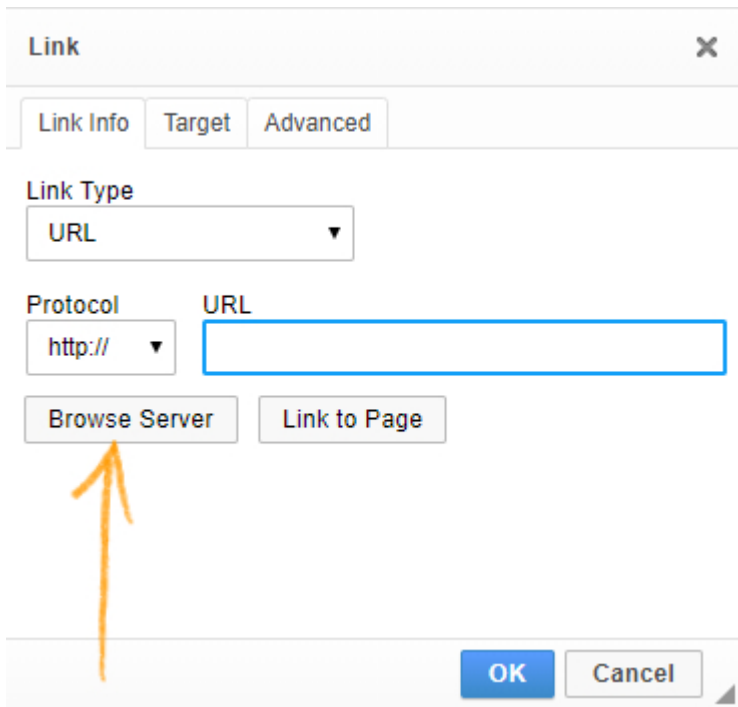 Link
Link Info Target Advanced
Link Type
URL
Protocol URL
http://
Browse Server Link to Page
OK Cancel